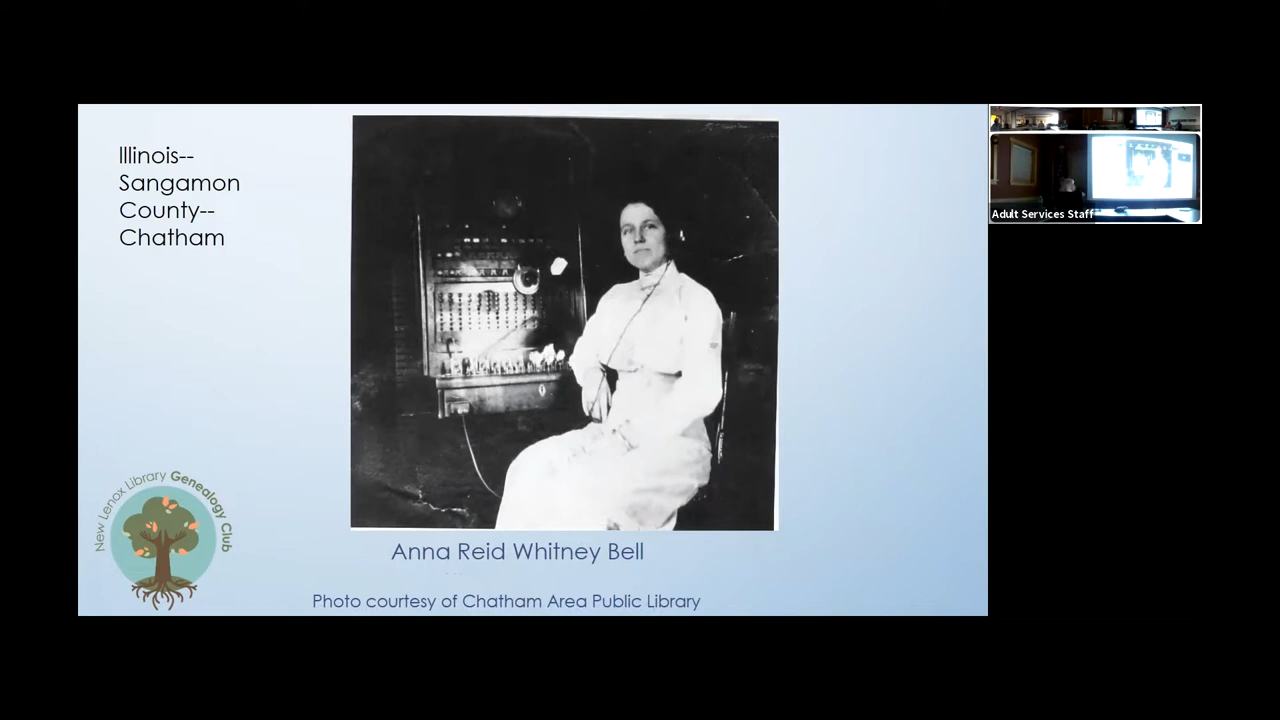 Illinois--
Sangamon
County--
Chatham
New Lenox Library Genealogy Club
Anna Reid Whitney Bell
Photo courtesy of Chatham Area Public Library
Adult Services Staff